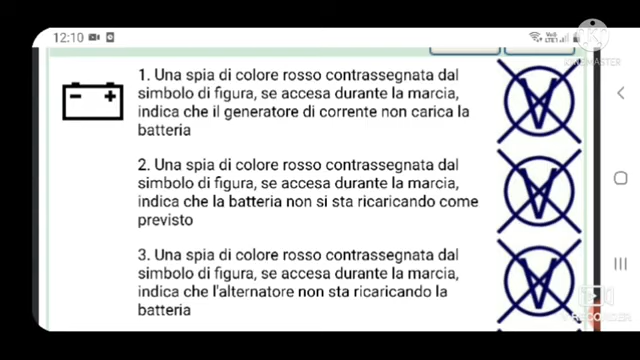 12:10
KINEMASTER
1. Una spia di colore rosso contrassegnata dal
simbolo di figura, se accesa durante la marcia,
indica che il generatore di corrente non carica la
batteria
V
2. Una spia di colore rosso contrassegnata dal
simbolo di figura, se accesa durante la marcia,
indica che la batteria non si sta ricaricando come
previsto
V
3. Una spia di colore rosso contrassegnata dal
simbolo di figura, se accesa durante la marcia,
indica che l'alternatore non sta ricaricando la
batteria
V
RECORDER